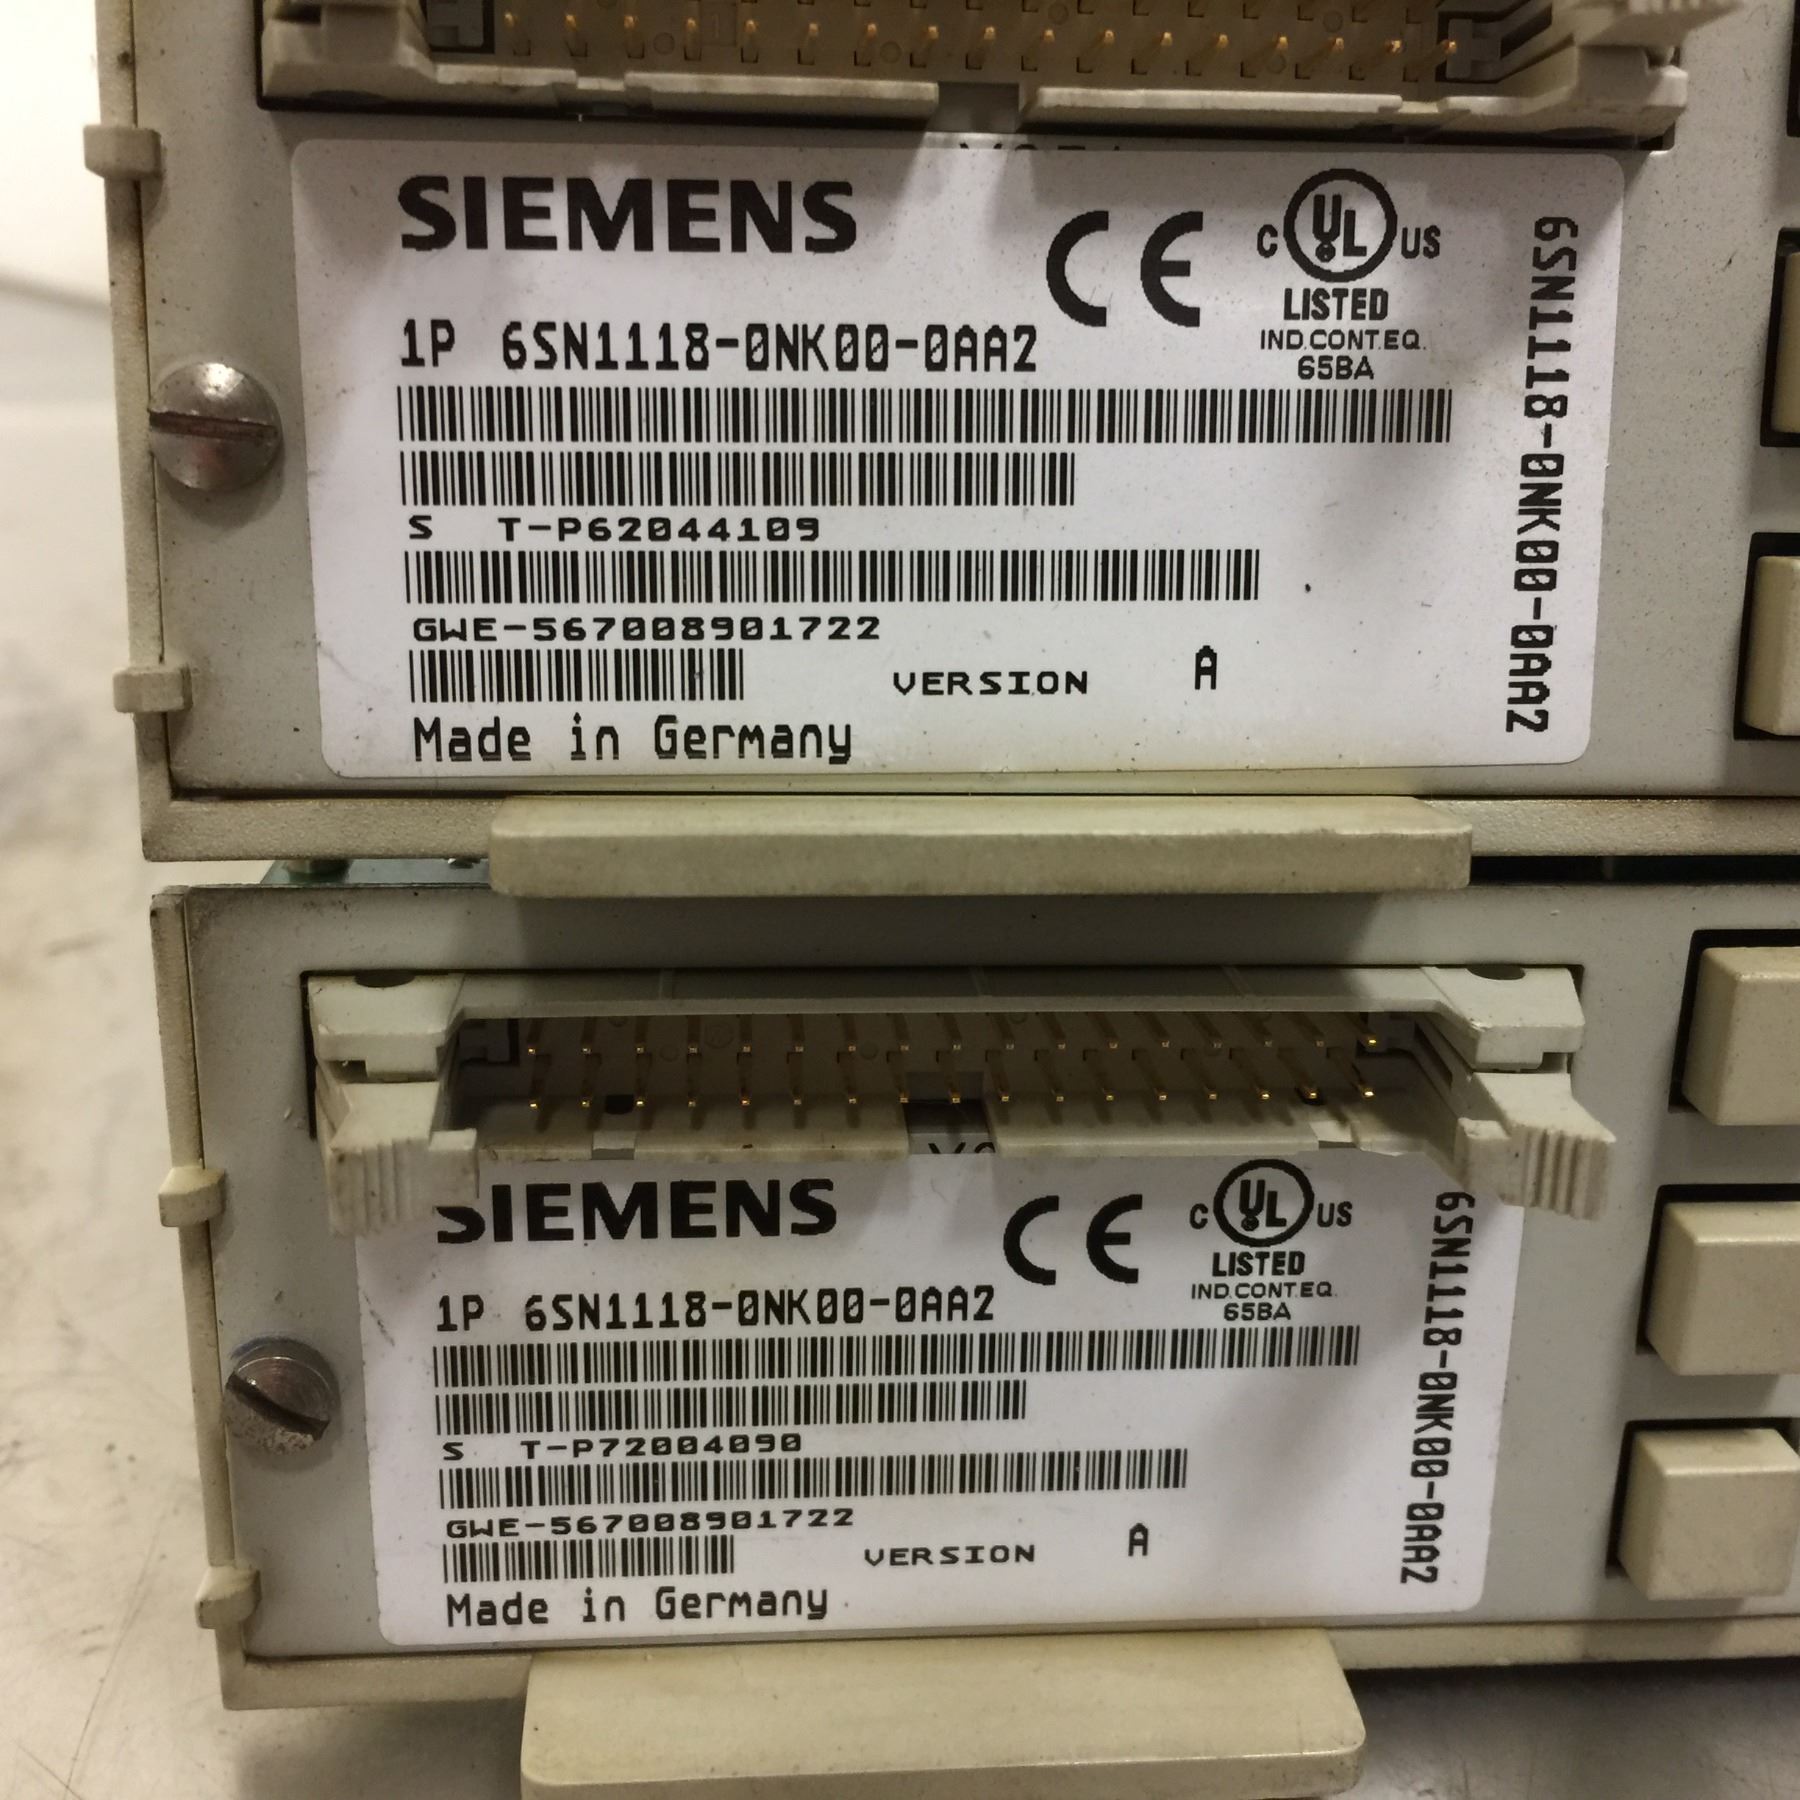 SIEMENS
CE
C UL US
LISTED
IND.CONT.EQ.
65BA
1P 6SN1118-0NK00-0AA2
S T-P62044109
GWE-567008901722
VERSION A
Made in Germany
6SN1118-0NK00-0AA2
SIEMENS
CE
C UL US
LISTED
IND.CONT.EQ.
65BA
1P 6SN1118-0NK00-0AA2
S T-P72004090
GWE-567008901722
VERSION A
Made in Germany
6SN1118-0NK00-0AA2